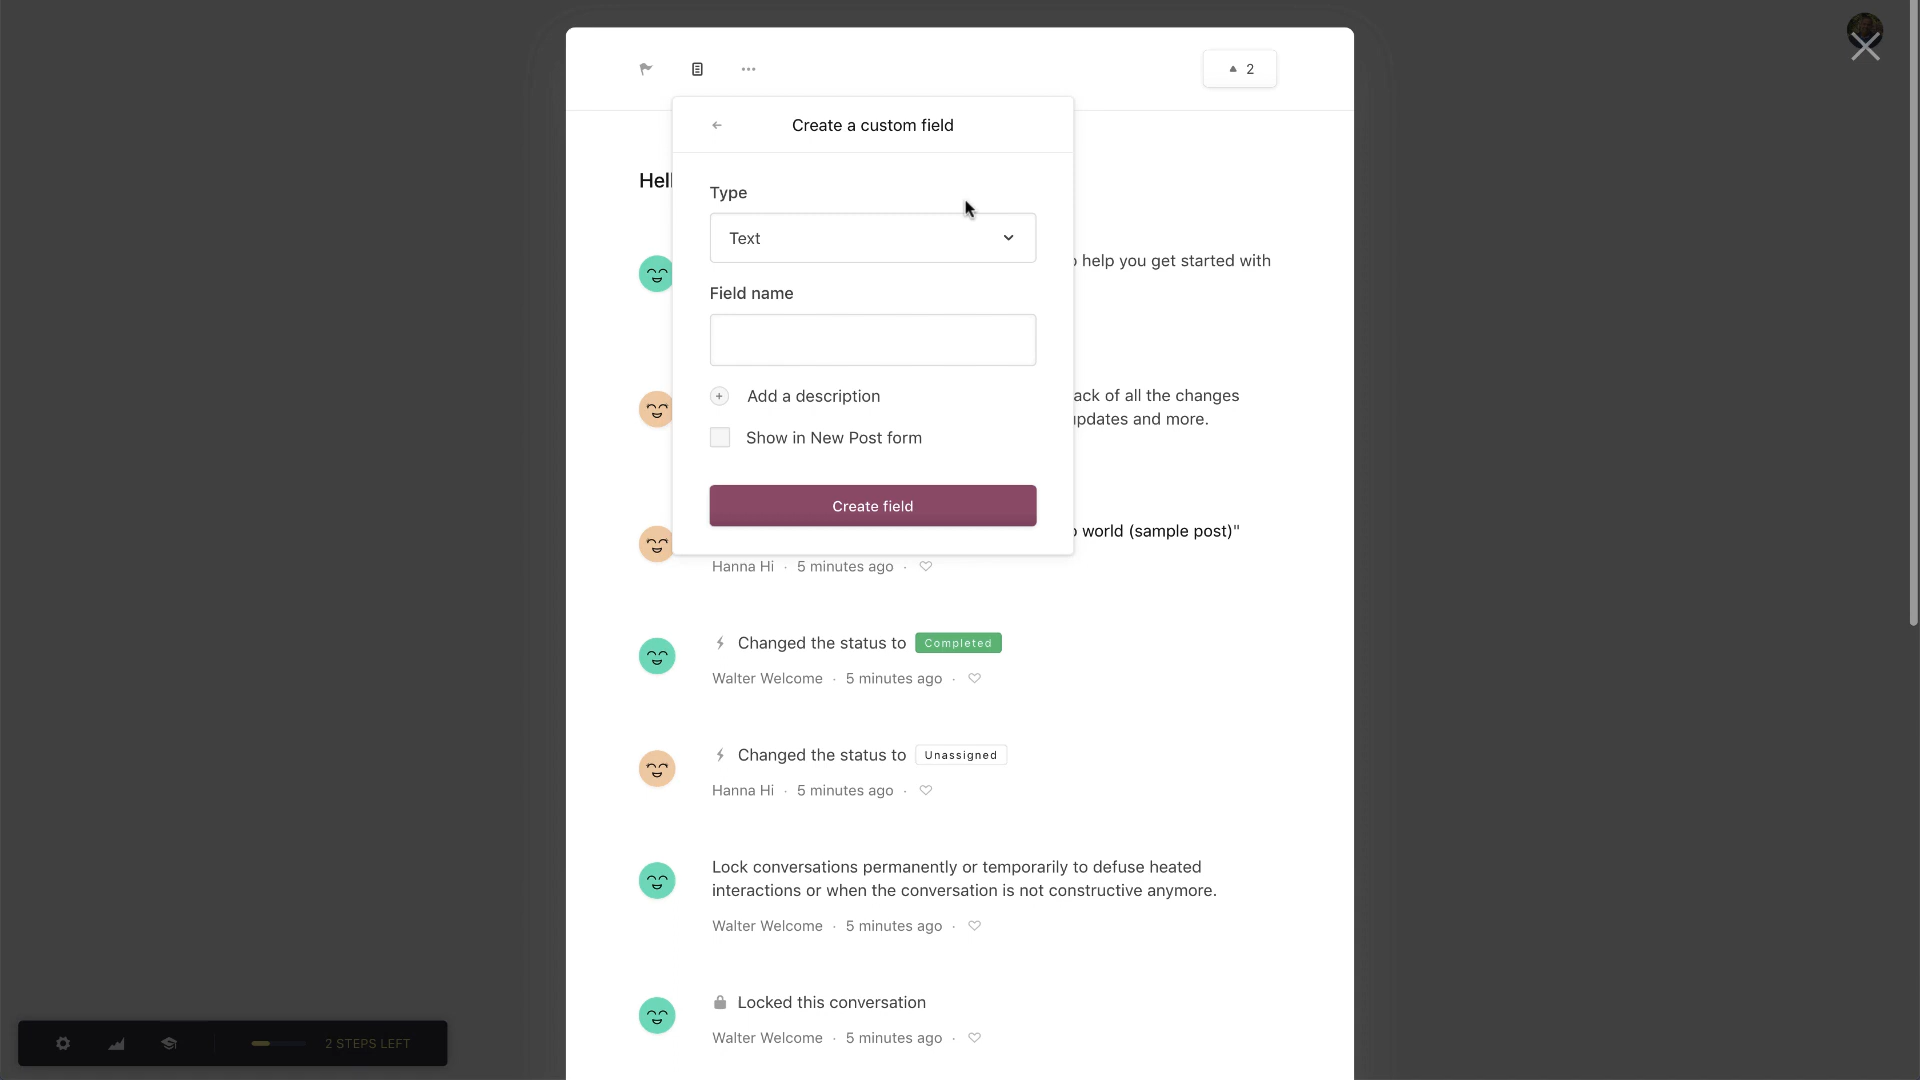 2
Create a custom field
Type
Text
Field name
Add a description
Show in New Post form
Create field
help you get started with
of all the changes
updates and more.
world (sample post)"
Hanna Hi · 5 minutes ago ·
Changed the status to Completed
Walter Welcome · 5 minutes ago ·
Changed the status to Unassigned
Hanna Hi · 5 minutes ago ·
Lock conversations permanently or temporarily to defuse heated
interactions or when the conversation is not constructive anymore.
Walter Welcome · 5 minutes ago ·
Locked this conversation
Walter Welcome · 5 minutes ago ·
2 STEPS LEFT